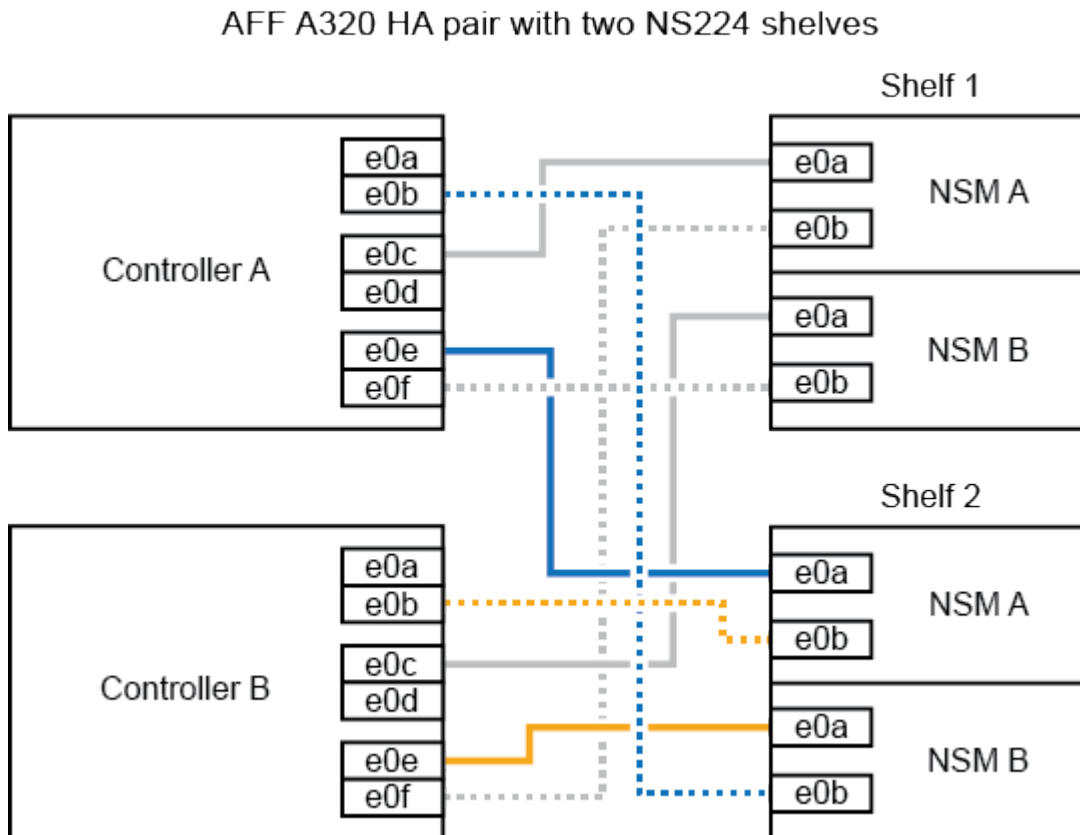 AFF A320 HA pair with two NS224 shelves
Shelf 1
Controller A
e0a
e0b
e0c
e0d
e0e
e0f
e0a
e0b
NSM A
e0a
e0b
NSM B
Shelf 2
Controller B
e0a
e0b
e0c
e0d
e0e
e0f
e0a
e0b
NSM A
e0a
e0b
NSM B